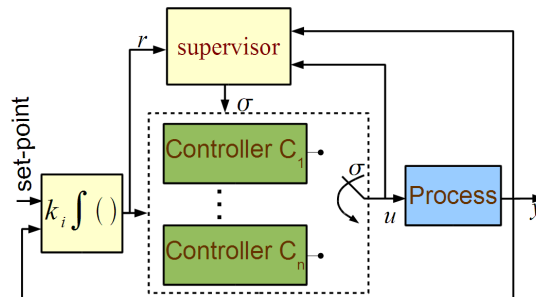 r
supervisor
σ
set-point
k_i ∫ ( )
Controller C_1
σ
Controller C_n
u
Process
y